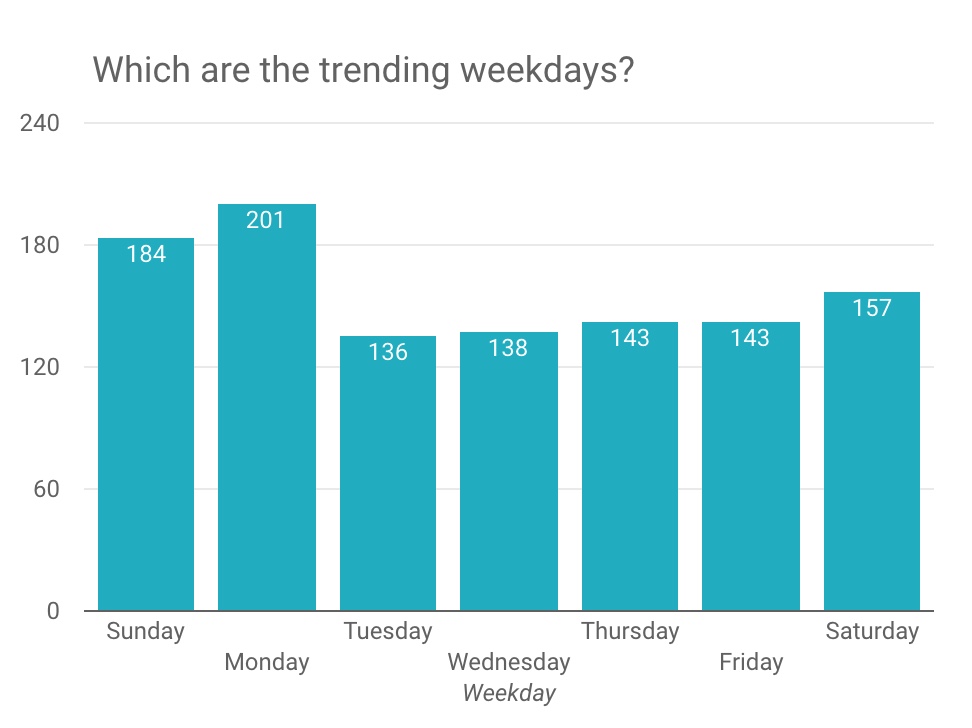 Which are the trending weekdays?
240
180
120
60
0
184
201
136
138
143
143
157
Sunday
Monday
Tuesday
Wednesday
Thursday
Friday
Saturday
Weekday